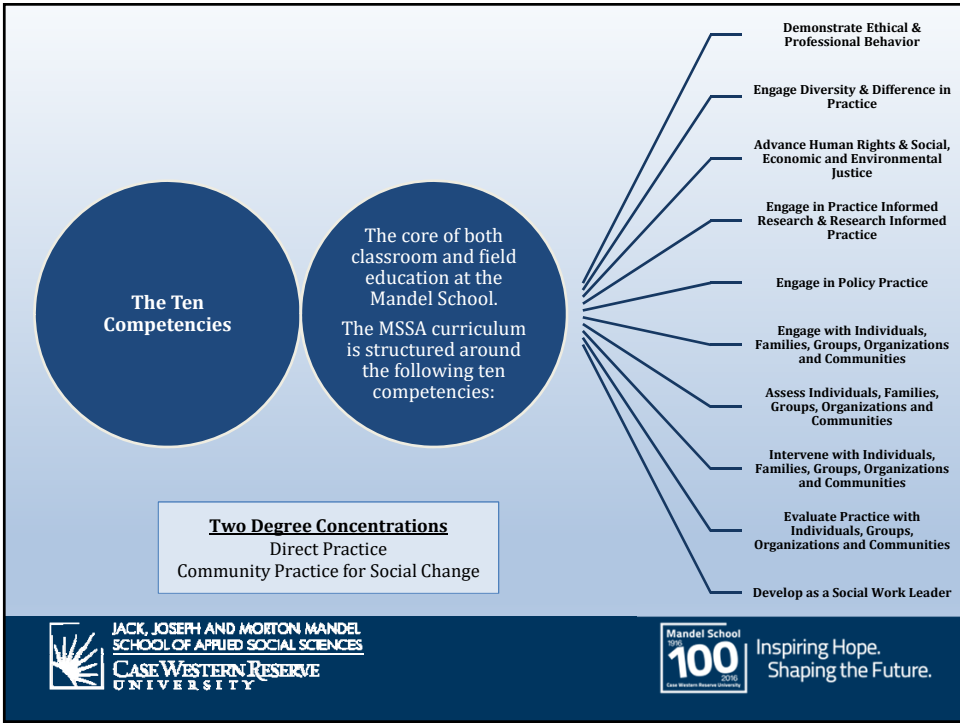 The Ten
Competencies
The core of both
classroom and field
education at the
Mandel School.
The MSSA curriculum
is structured around
the following ten
competencies:
Demonstrate Ethical &
Professional Behavior
Engage Diversity & Difference in
Practice
Advance Human Rights & Social,
Economic and Environmental
Justice
Engage in Practice Informed
Research & Research Informed
Practice
Engage in Policy Practice
Engage with Individuals,
Families, Groups, Organizations
and Communities
Assess Individuals, Families,
Groups, Organizations and
Communities
Intervene with Individuals,
Families, Groups, Organizations
and Communities
Evaluate Practice with
Individuals, Groups,
Organizations and Communities
Develop as a Social Work Leader
Two Degree Concentrations
Direct Practice
Community Practice for Social Change
JACK, JOSEPH AND MORTON MANDEL
SCHOOL OF APPLIED SOCIAL SCIENCES
CASE WESTERN RESERVE
UNIVERSITY
Mandel School
1916
100
2016
Case Western Reserve University
Inspiring Hope.
Shaping the Future.